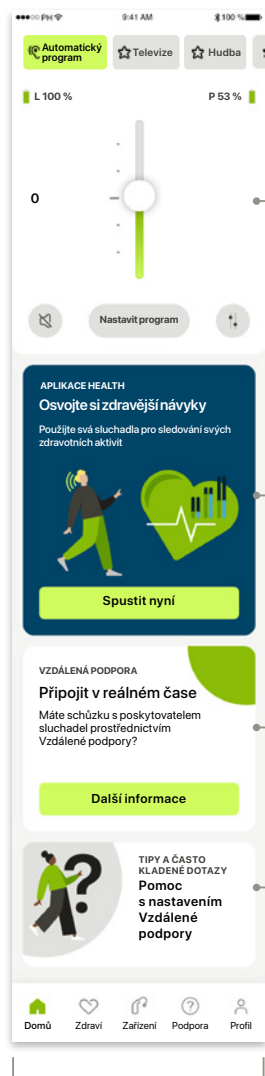 PH 9:41 AM 100 %
Automatický
program
Televize
Hudba
L 100 %
P 53 %
0
Nastavit program
APLIKACE HEALTH
Osvojte si zdravější návyky
Použijte svá sluchadla pro sledování svých
zdravotních aktivit
Spustit nyní
VZDÁLENÁ PODPORA
Připojit v reálném čase
Máte schůzku s poskytovatelem
sluchadel prostřednictvím
Vzdálené podpory?
Další informace
TIPY A ČASTO
KLADENÉ DOTAZY
Pomoc
s nastavením
Vzdálené
podpory
Domů
Zdraví
Zařízení
Podpora
Profil